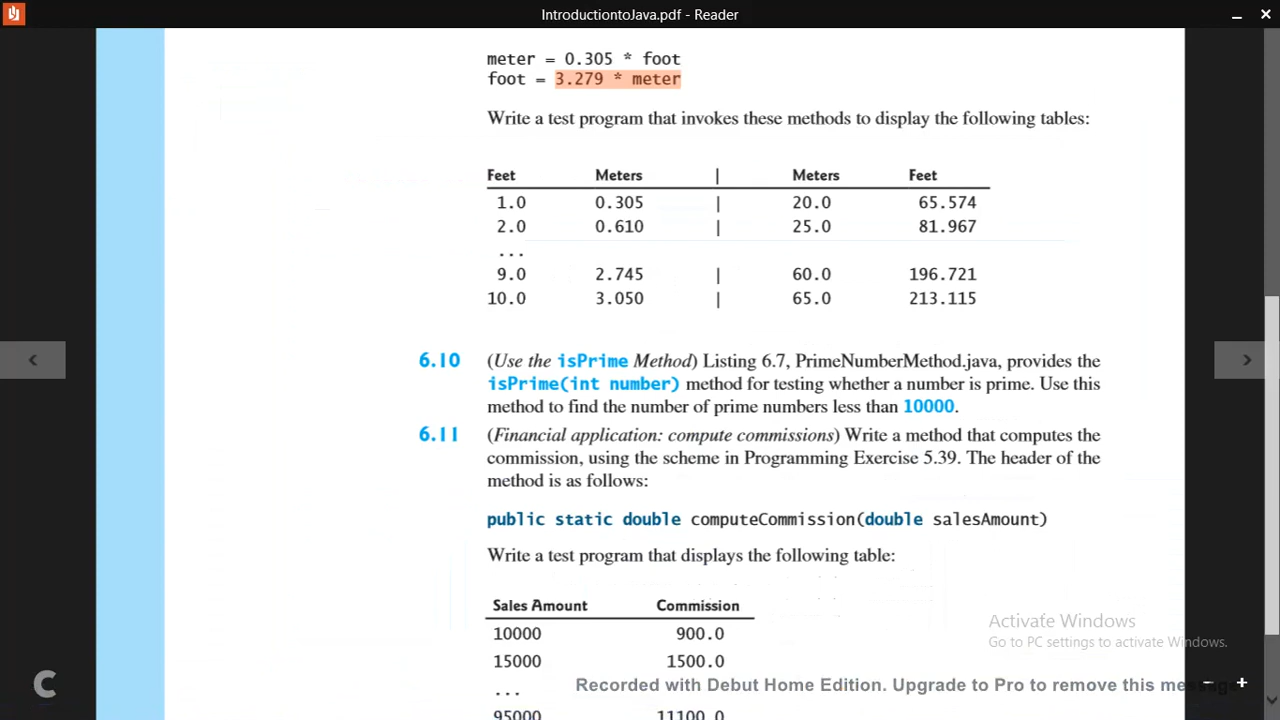 IntroductiontoJava.pdf - Reader
meter = 0.305 * foot
foot = 3.279 * meter
Write a test program that invokes these methods to display the following tables:
Feet Meters | Meters Feet
1.0 0.305 | 20.0 65.574
2.0 0.610 | 25.0 81.967
...
9.0 2.745 | 60.0 196.721
10.0 3.050 | 65.0 213.115
6.10 (Use the isPrime Method) Listing 6.7, PrimeNumberMethod.java, provides the
isPrime(int number) method for testing whether a number is prime. Use this
method to find the number of prime numbers less than 10000.
6.11 (Financial application: compute commissions) Write a method that computes the
commission, using the scheme in Programming Exercise 5.39. The header of the
method is as follows:
public static double computeCommission(double salesAmount)
Write a test program that displays the following table:
Sales Amount Commission
10000 900.0
15000 1500.0
...
95000 11100.0
Activate Windows
Go to PC settings to activate Windows.
Recorded with Debut Home Edition. Upgrade to Pro to remove this message